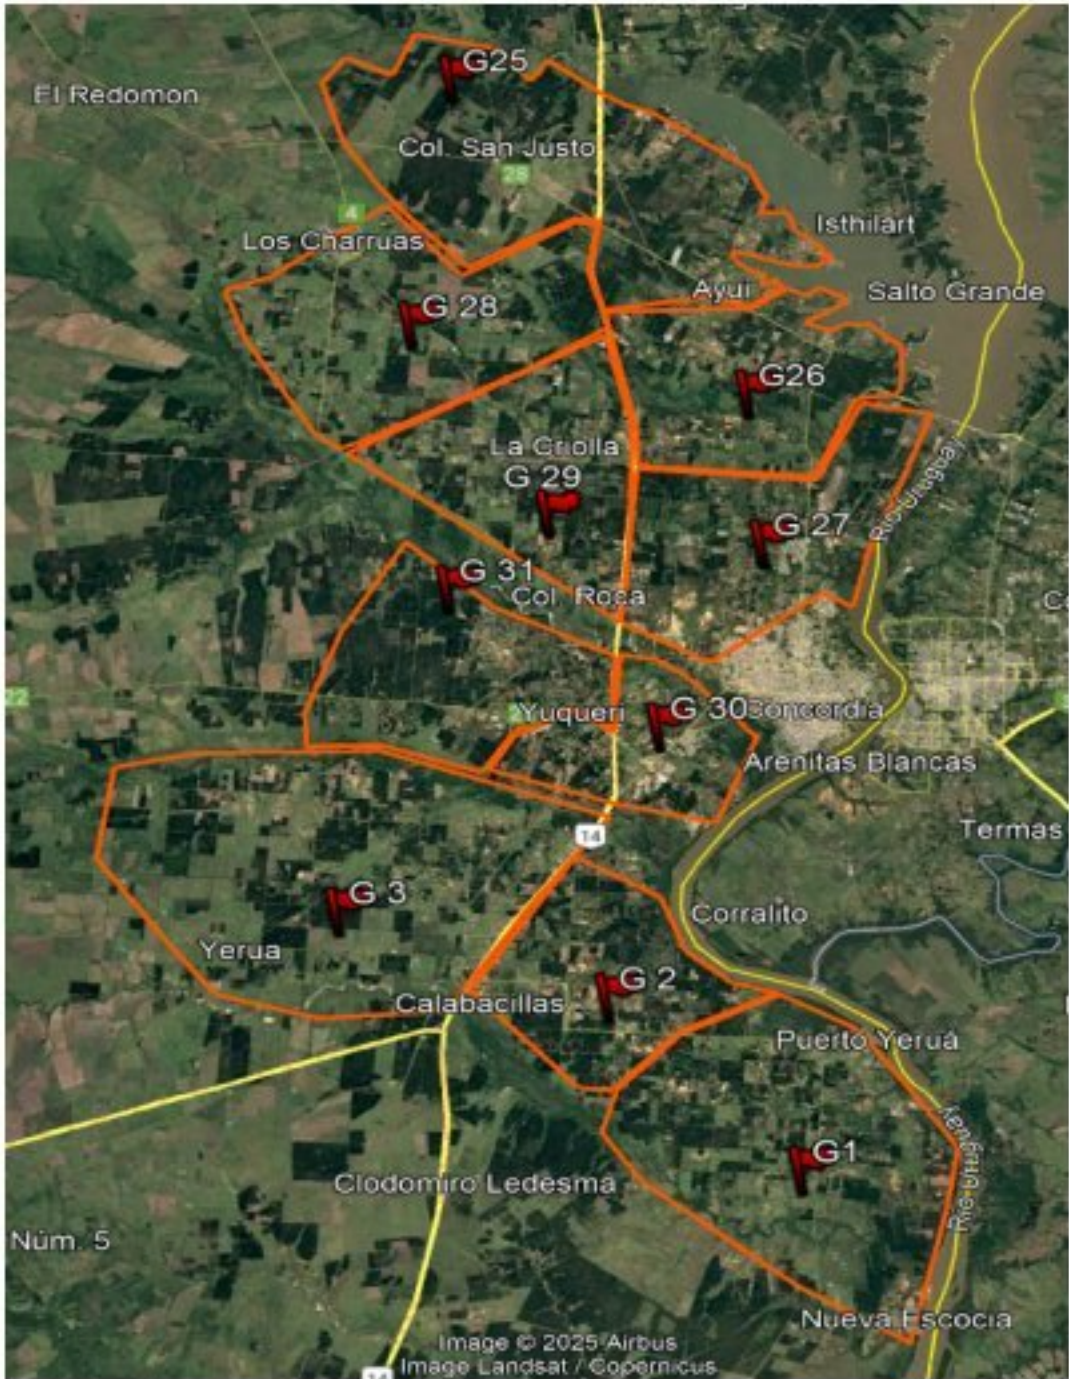 G25
El Redomon
Col. San Justo
28
4
Isthilart
Los Charruas
Ayui
Salto Grande
G 28
G26
La Criolla
G 29
Rio Uruguay
G 27
G 31
Col. Roca
22
Yuqueri
G 30
Concordia
Arenitas Blancas
14
Termas
G 3
Corralito
Yerua
G 2
Calabacillas
Puerto Yeruá
Rio Uruguay
G1
Clodomiro Ledesma
Núm. 5
Nueva Escocia
Image © 2025 Airbus
Image Landsat / Copernicus